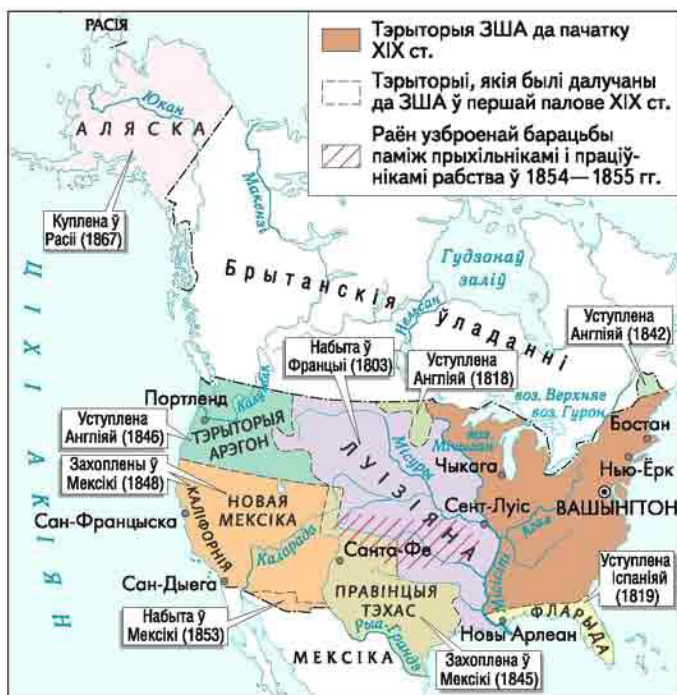 РАСІЯ
Тэрыторыя ЗША да пачатку
XIX ст.
Тэрыторыі, якія былі далучаны
да ЗША ў першай палове XIX ст.
Раён узброенай барацьбы
паміж прыхільнікамі і праціў-
нікамі рабства ў 1854—1855 гг.
Юкан
АЛЯСКА
Макензі
Куплена ў
Расіі (1867)
ЦІХІ АКІЯН
Гудзонаў
заліў
Брытанскія ўладанні
Нельсан
Уступлена
Англіяй (1842)
Набыта ў
Францыі (1803)
Уступлена
Англіяй (1818)
воз. Верхняе
воз. Гурон
Портленд
Калумбія
Уступлена
Англіяй (1846)
ТЭРЫТОРЫЯ
АРЭГОН
ЛУІЗІЯНА
Місуры
воз.
Мічыган
Бостан
Чыкага
Нью-Ёрк
Захоплены ў
Мексікі (1848)
КАЛІФОРНІЯ
НОВАЯ
МЕКСІКА
Сент-Луіс
ВАШЫНГТОН
Сан-Францыска
Каларада
Санта-Фе
Місісіпі
Уступлена
Іспаніяй
(1819)
Сан-Дыега
ПРАВІНЦЫЯ
ТЭХАС
ФЛАРЫДА
Набыта ў
Мексікі (1853)
Рыа-Грандэ
Новы Арлеан
МЕКСІКА
Захоплена ў
Мексікі (1845)